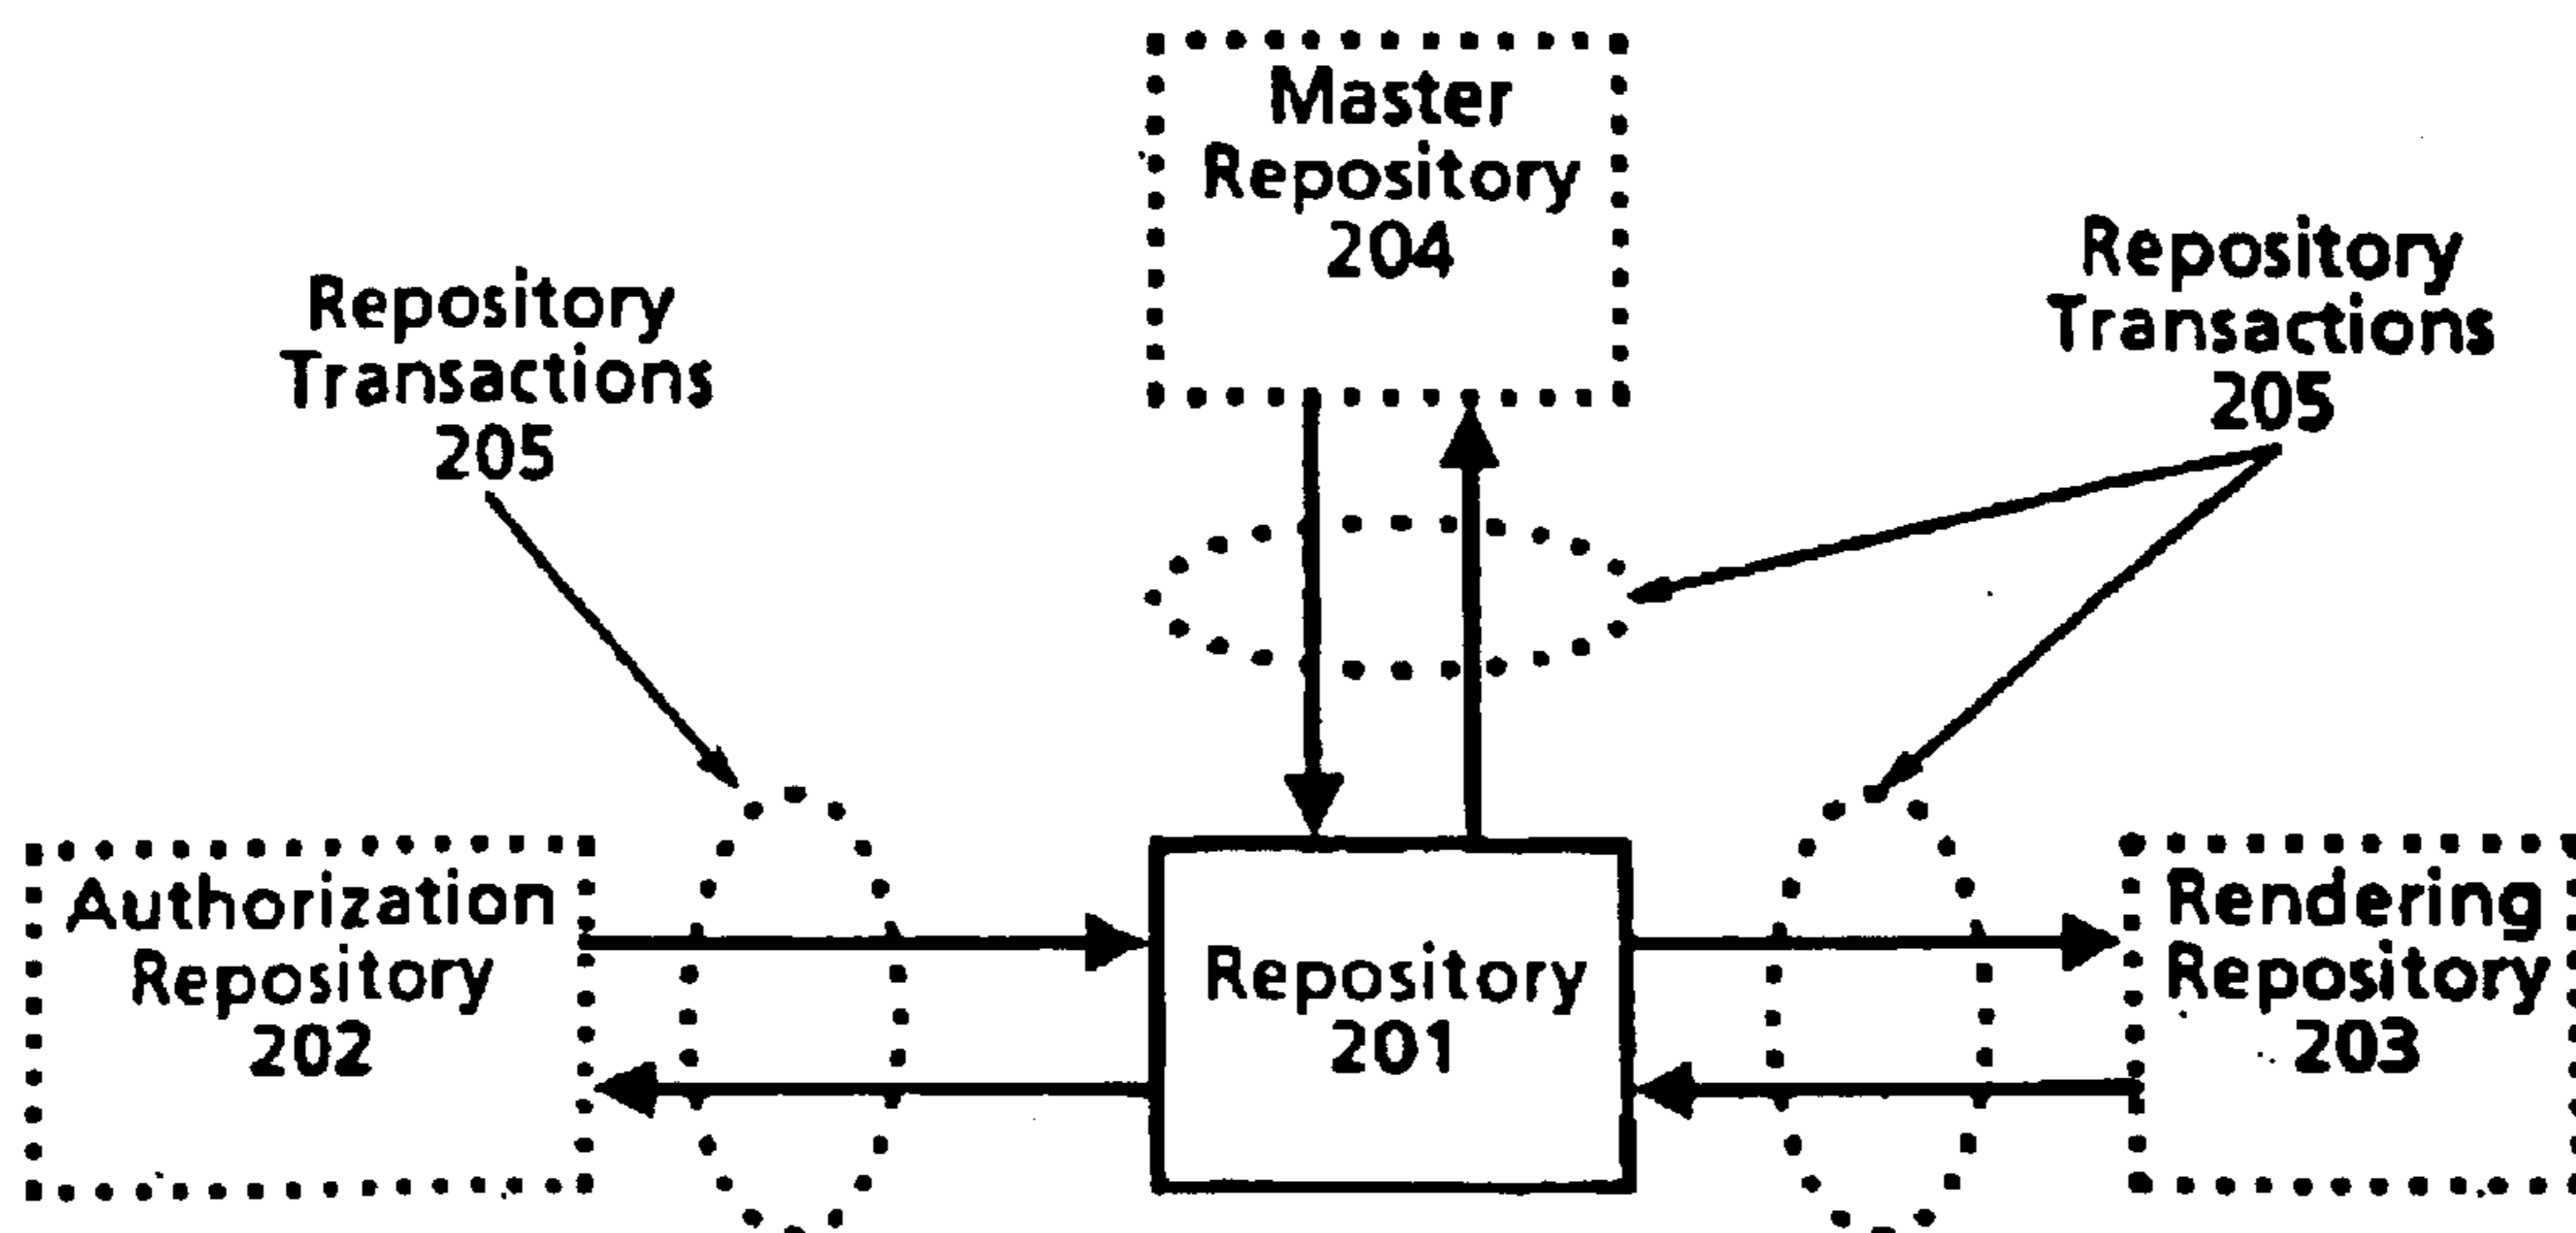 Master
Repository
204
Repository
Transactions
205
Repository
Transactions
205
Authorization
Repository
202
Repository
201
Rendering
Repository
203